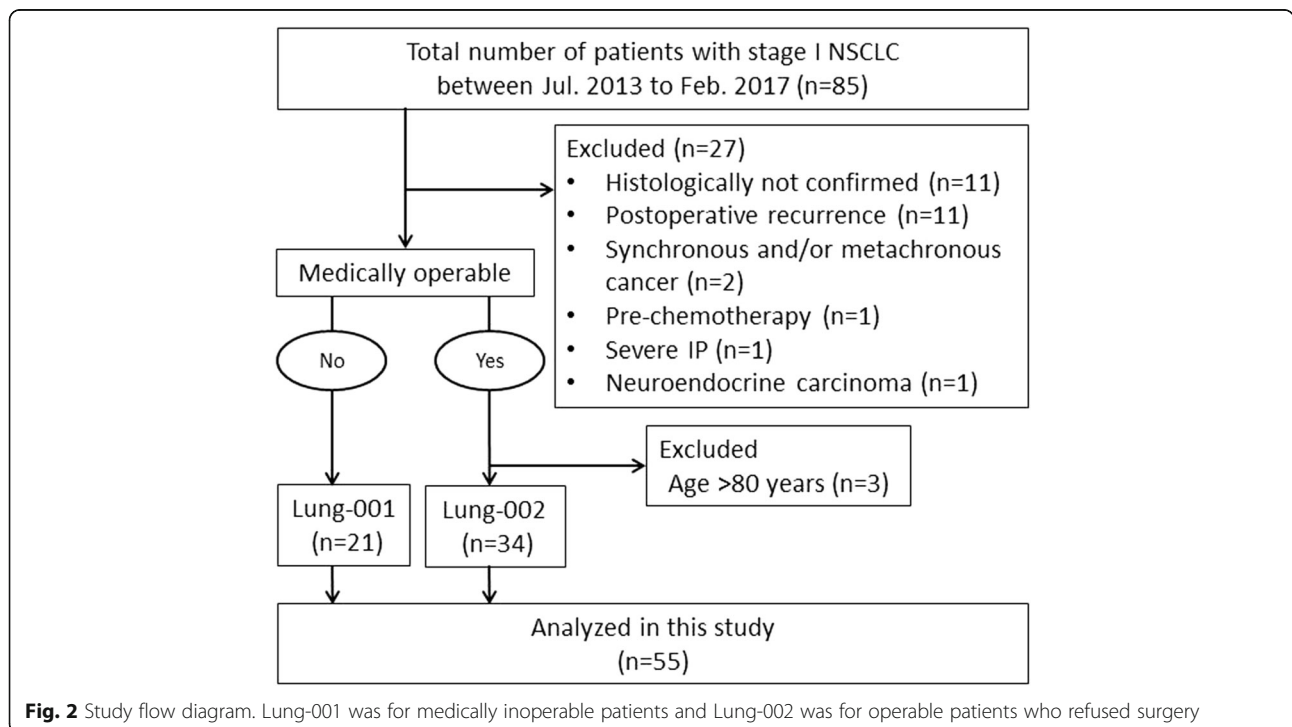 Total number of patients with stage I NSCLC
between Jul. 2013 to Feb. 2017 (n=85)
Excluded (n=27)
• Histologically not confirmed (n=11)
• Postoperative recurrence (n=11)
• Synchronous and/or metachronous
cancer (n=2)
• Pre-chemotherapy (n=1)
• Severe IP (n=1)
• Neuroendocrine carcinoma (n=1)
Medically operable
No
Yes
Excluded
Age >80 years (n=3)
Lung-001
(n=21)
Lung-002
(n=34)
Analyzed in this study
(n=55)
Fig. 2 Study flow diagram. Lung-001 was for medically inoperable patients and Lung-002 was for operable patients who refused surgery